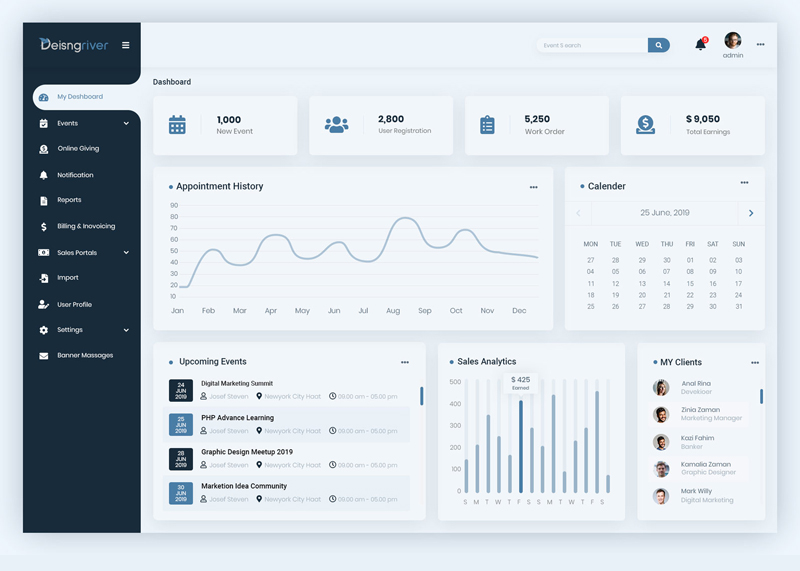 Deisngriver
Event S earch
5
admin
My Dashboard
Events
Online Giving
Notification
Reports
Billing & Inovoicing
Sales Portals
Import
User Profile
Settings
Banner Massages
Dashboard
1,000
New Event
2,800
User Registration
5,250
Work Order
$ 9,050
Total Earnings
Appointment History
90
80
70
60
50
40
30
20
10
Jan Feb Mar Apr May Jun Jul Aug Sep Oct Nov Dec
Calender
25 June, 2019
MON TUE WED THU FRI SAT SUN
27 28 29 30 01 02 03
04 05 06 07 08 09 10
11 12 13 14 15 16 17
18 19 20 21 22 23 24
25 26 27 28 29 30 31
Upcoming Events
24 JUN 2019
Digital Marketing Summit
Josef Steven Newyork City Haat 09:00 am - 05:00 pm
25 JUN 2019
PHP Advance Learning
Josef Steven Newyork City Haat 09:00 am - 05:00 pm
28 JUN 2019
Graphic Design Meetup 2019
Josef Steven Newyork City Haat 09:00 am - 05:00 pm
30 JUN 2019
Marketion Idea Community
Josef Steven Newyork City Haat 09:00 am - 05:00 pm
Sales Analytics
$ 425
Earned
500
400
300
200
100
0
S M T W T F S S M T W T F S
MY Clients
Anal Rina
Develoer
Zinia Zaman
Marketing Manager
Kazi Fahim
Banker
Kamalia Zaman
Graphic Designer
Mark Willy
Digital Marketing